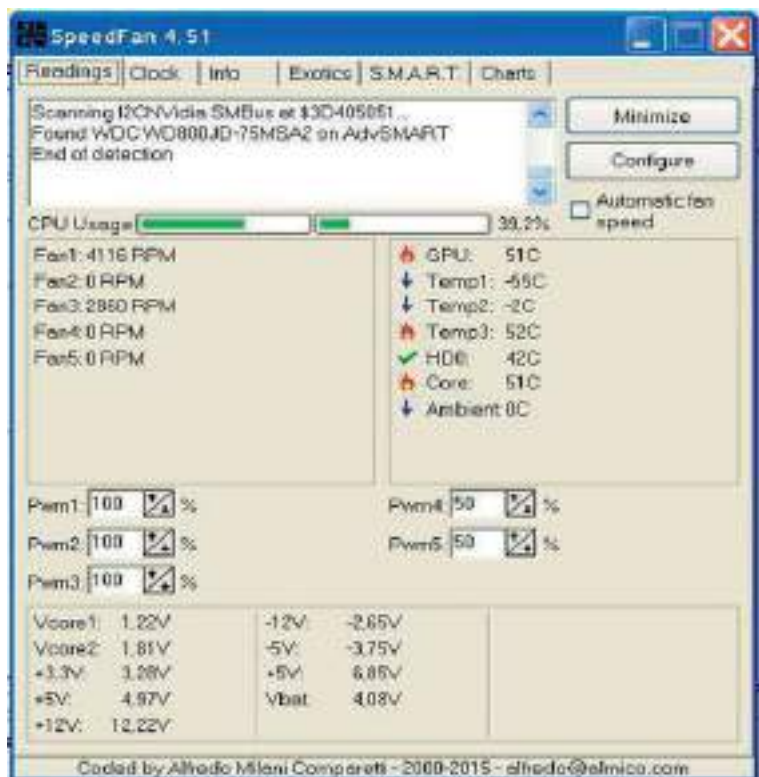 SpeedFan 4.51
Readings Clock Info Exotics S.M.A.R.T. Charts
Scanning I2CNVidia SMBus at $3D405051...
Found WDC WD800JD-75MSA2 on AdvSMART
End of detection
Minimize
Configure
Automatic fan speed
CPU Usage 39,2%
Fan1: 4116 RPM
Fan2: 0 RPM
Fan3: 2860 RPM
Fan4: 0 RPM
Fan5: 0 RPM
GPU: 51C
Temp1: -55C
Temp2: -2C
Temp3: 52C
HD0: 42C
Core: 51C
Ambient: 0C
Pwm1: 100 %
Pwm2: 100 %
Pwm3: 100 %
Pwm4: 50 %
Pwm5: 50 %
Vcore1: 1.22V
Vcore2: 1,81V
+3.3V: 3.28V
+5V: 4.97V
+12V: 12.22V
-12V: -2,65V
-5V: -3,75V
+5V: 6,85V
Vbat: 4,08V
Coded by Alfredo Milani Comparetti - 2000-2015 - alfredo@almico.com